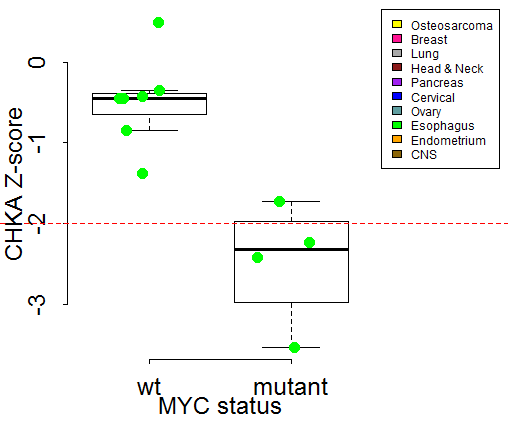 Osteosarcoma
Breast
Lung
Head & Neck
Pancreas
Cervical
Ovary
Esophagus
Endometrium
CNS
CHKA Z-score
0
-1
-2
-3
wt mutant
MYC status